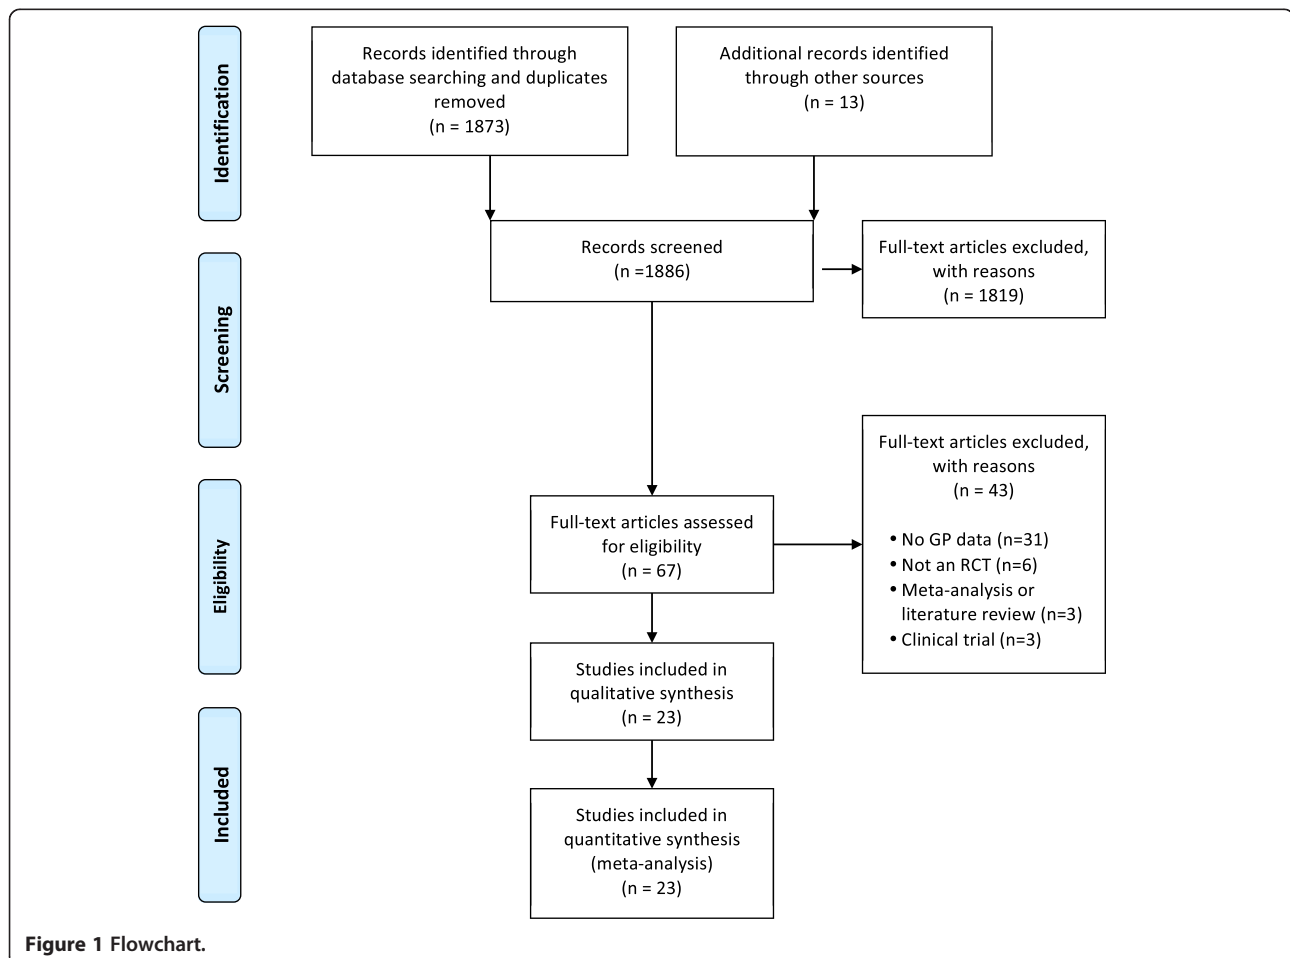 Identification
Records identified through
database searching and duplicates
removed
(n = 1873)
Additional records identified
through other sources
(n = 13)
Screening
Records screened
(n =1886)
Full-text articles excluded,
with reasons
(n = 1819)
Eligibility
Full-text articles assessed
for eligibility
(n = 67)
Full-text articles excluded,
with reasons
(n = 43)
• No GP data (n=31)
• Not an RCT (n=6)
• Meta-analysis or
literature review (n=3)
• Clinical trial (n=3)
Studies included in
qualitative synthesis
(n = 23)
Included
Studies included in
quantitative synthesis
(meta-analysis)
(n = 23)
Figure 1 Flowchart.